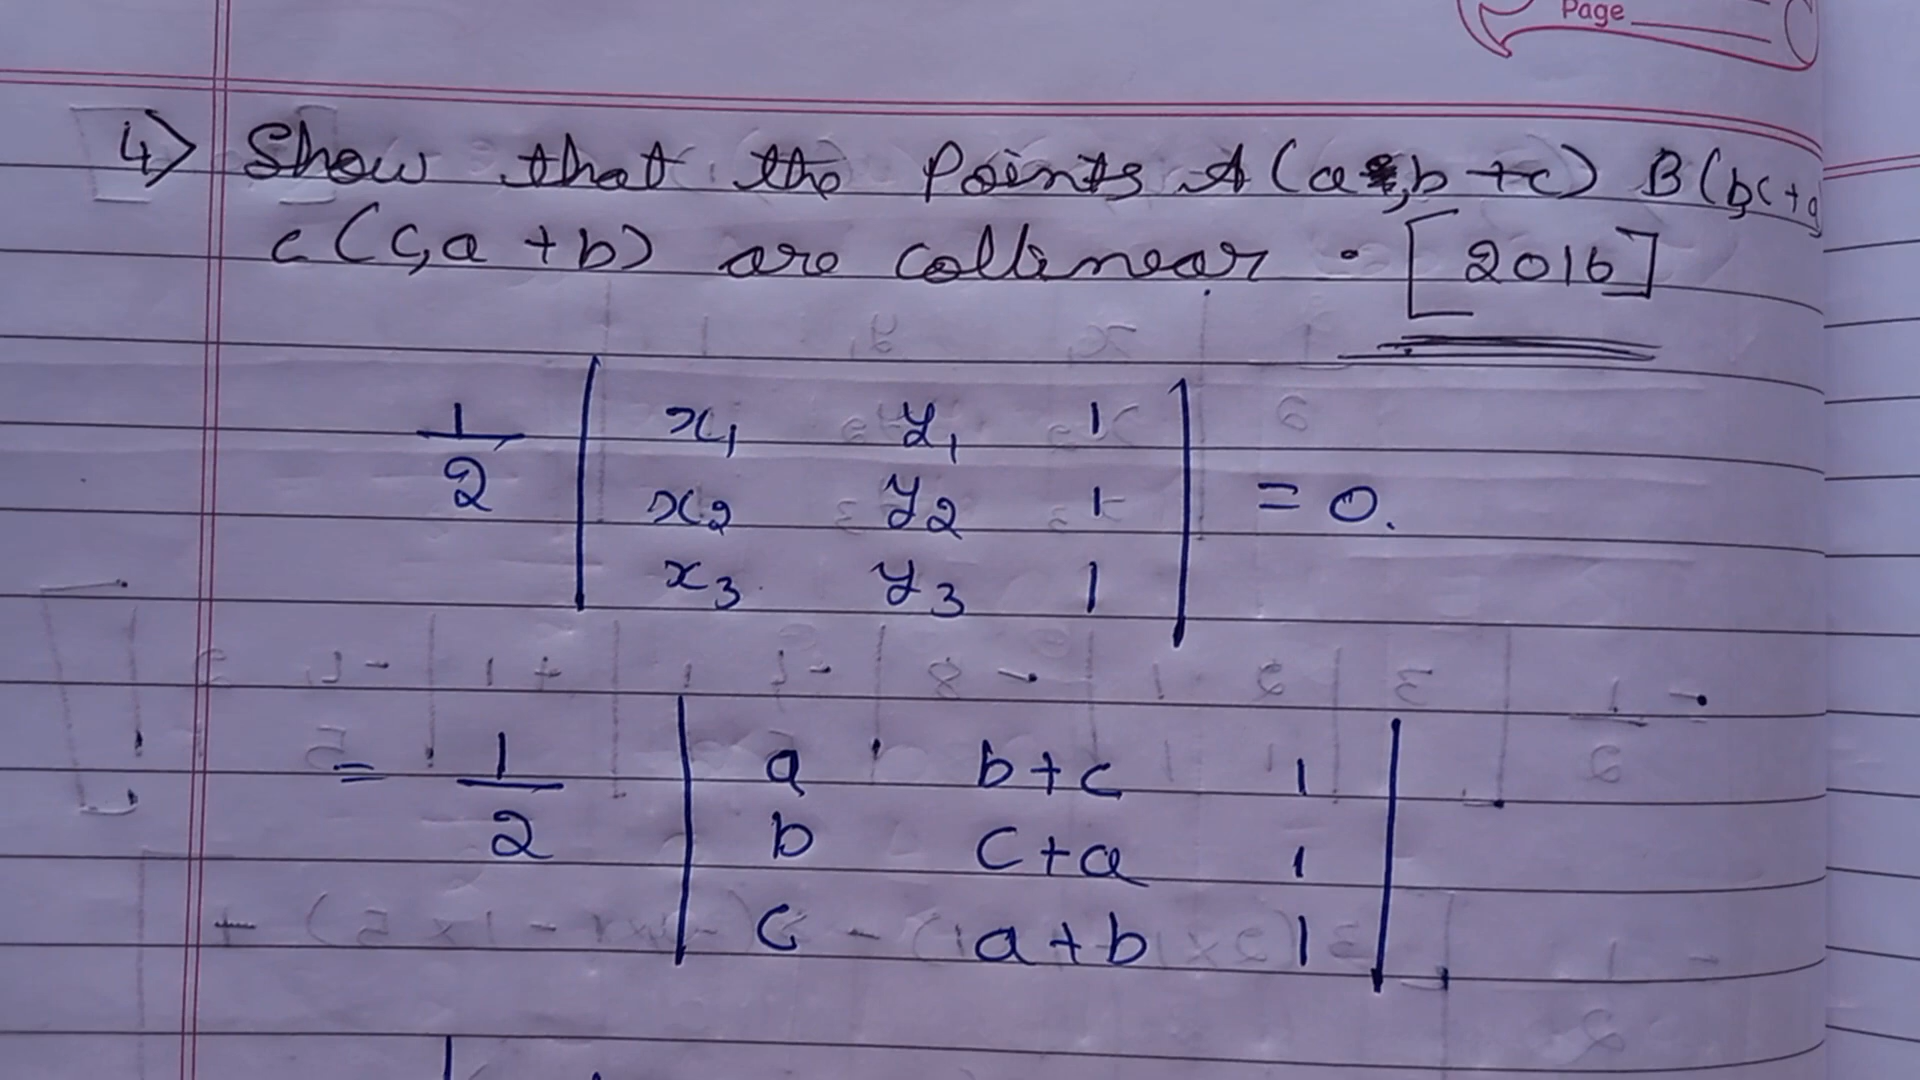 Page
4) Show that the Points A(a,b+c) B(b,c+a
c(c,a+b) are collinear. [2016]
1/2 | x₁ y₁ 1 |
| x₂ y₂ 1 | = 0.
| x₃ y₃ 1 |
= 1/2 | a b+c 1 |
| b c+a 1 |
| c a+b 1 |